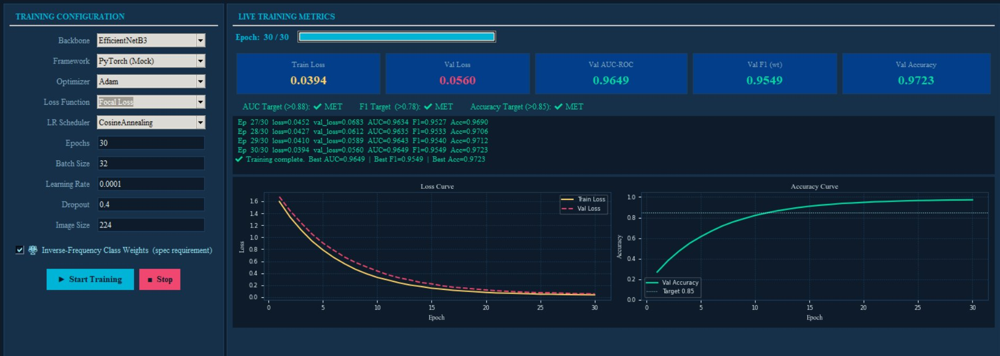 TRAINING CONFIGURATION
Backbone EfficientNetB3
Framework PyTorch (Mock)
Optimizer Adam
Loss Function Focal Loss
LR Scheduler CosineAnnealing
Epochs 30
Batch Size 32
Learning Rate 0.0001
Dropout 0.4
Image Size 224
Inverse-Frequency Class Weights (spec requirement)
Start Training
Stop
LIVE TRAINING METRICS
Epoch: 30 / 30
Train Loss
0.0394
Val Loss
0.0560
Val AUC-ROC
0.9649
Val F1 (wt)
0.9549
Val Accuracy
0.9723
AUC Target (>0.88): ✔ MET
F1 Target (>0.78): ✔ MET
Accuracy Target (>0.85): ✔ MET
Ep 27/30 loss=0.0452 val_loss=0.0683 AUC=0.9634 F1=0.9527 Acc=0.9690
Ep 28/30 loss=0.0427 val_loss=0.0612 AUC=0.9635 F1=0.9533 Acc=0.9706
Ep 29/30 loss=0.0410 val_loss=0.0589 AUC=0.9643 F1=0.9540 Acc=0.9712
Ep 30/30 loss=0.0394 val_loss=0.0560 AUC=0.9649 F1=0.9549 Acc=0.9723
✔ Training complete. Best AUC=0.9649 | Best F1=0.9549 | Best Acc=0.9723
Loss Curve
Train Loss
Val Loss
Loss
1.6
1.4
1.2
1.0
0.8
0.6
0.4
0.2
0.0
0 5 10 15 20 25 30
Epoch
Accuracy Curve
Accuracy
1.0
0.8
0.6
0.4
0.2
0.0
Val Accuracy
Target 0.85
0 5 10 15 20 25 30
Epoch